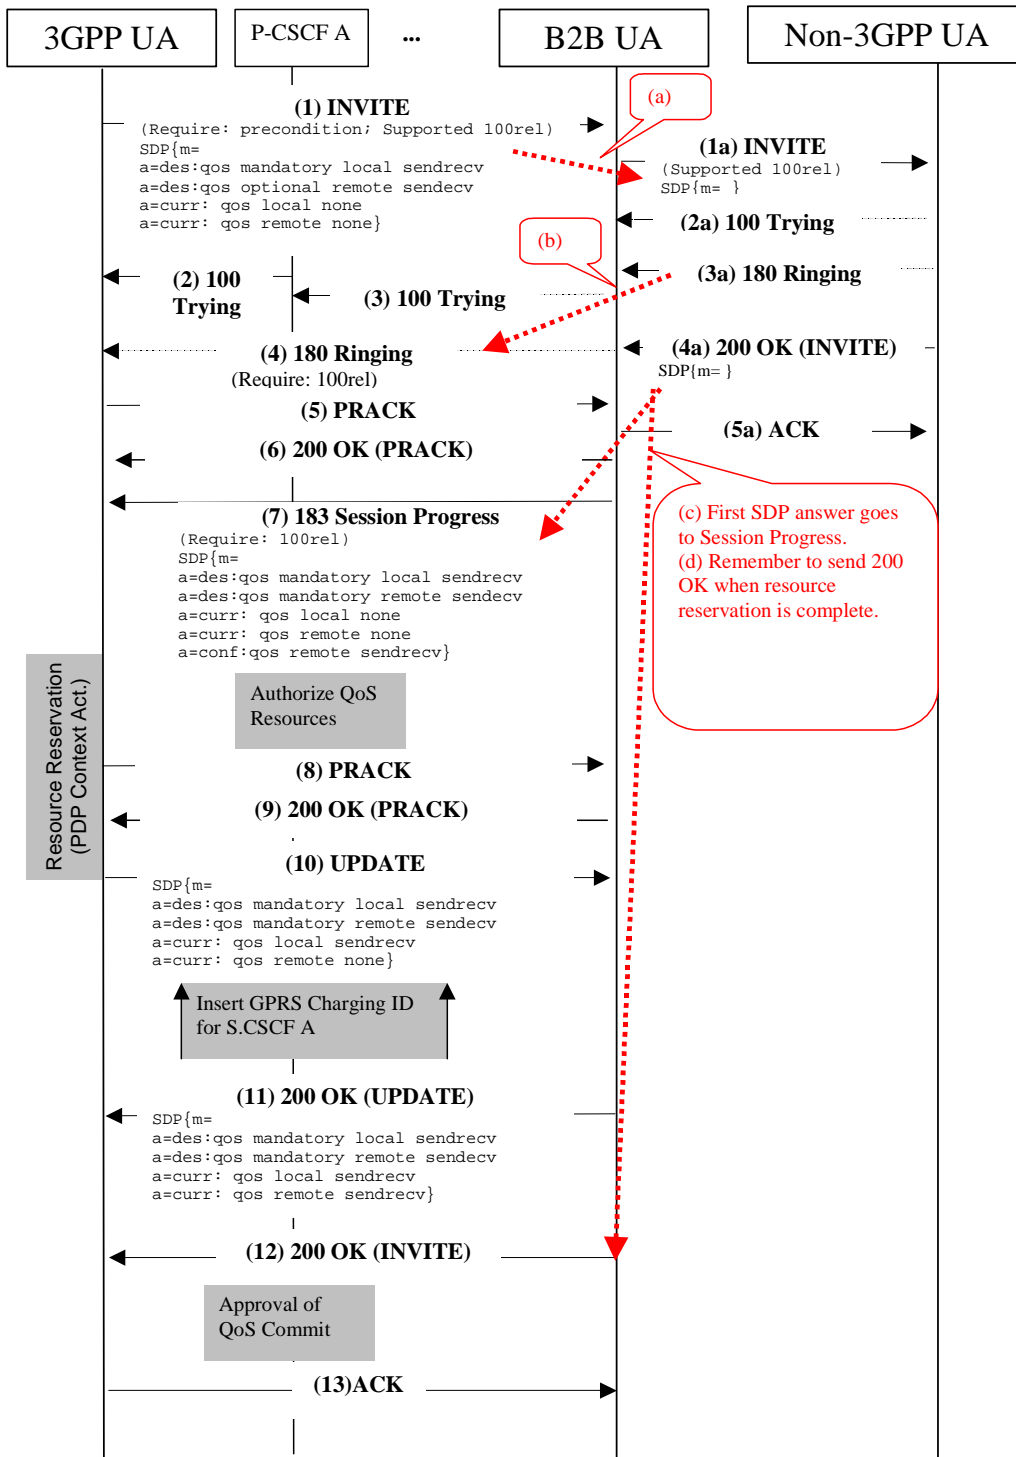 3GPP UA
P-CSCF A
...
B2B UA
Non-3GPP UA
(1) INVITE
(Require: precondition; Supported 100rel)
SDP{m=
a=des:qos mandatory local sendrecv
a=des:qos optional remote sendecv
a=curr: qos local none
a=curr: qos remote none}
(a)
(1a) INVITE
(Supported 100rel)
SDP{m= }
(2a) 100 Trying
(b)
(3a) 180 Ringing
(2) 100
Trying
(3) 100 Trying
(4) 180 Ringing
(Require: 100rel)
(4a) 200 OK (INVITE)
SDP{m= }
(5) PRACK
(5a) ACK
(6) 200 OK (PRACK)
(7) 183 Session Progress
(Require: 100rel)
SDP{m=
a=des:qos mandatory local sendrecv
a=des:qos mandatory remote sendecv
a=curr: qos local none
a=curr: qos remote none
a=conf:qos remote sendrecv}
(c) First SDP answer goes
to Session Progress.
(d) Remember to send 200
OK when resource
reservation is complete.
Resource Reservation
(PDP Context Act.)
Authorize QoS
Resources
(8) PRACK
(9) 200 OK (PRACK)
(10) UPDATE
SDP{m=
a=des:qos mandatory local sendrecv
a=des:qos mandatory remote sendecv
a=curr: qos local sendrecv
a=curr: qos remote none}
Insert GPRS Charging ID
for S.CSCF A
(11) 200 OK (UPDATE)
SDP{m=
a=des:qos mandatory local sendrecv
a=des:qos mandatory remote sendecv
a=curr: qos local sendrecv
a=curr: qos remote sendrecv}
(12) 200 OK (INVITE)
Approval of
QoS Commit
(13)ACK